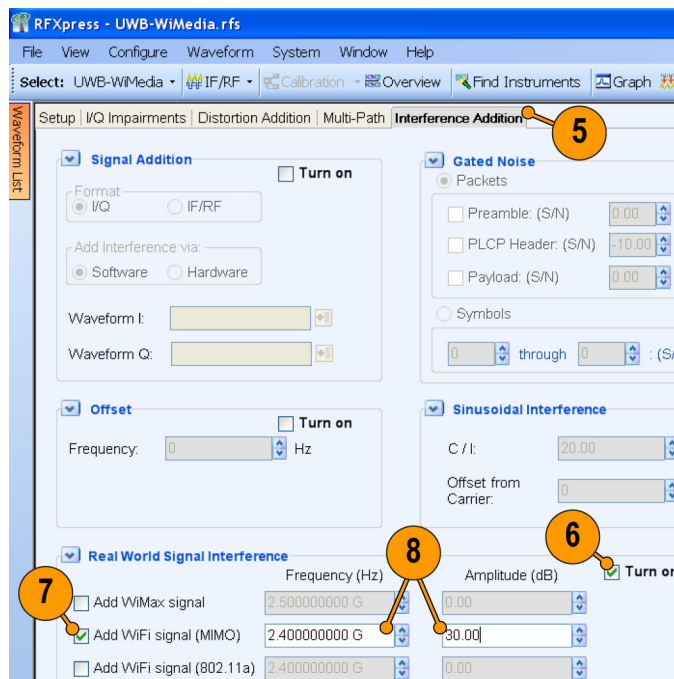 RFXpress - UWB-WiMedia.rfs
File View Configure Waveform System Window Help
Select: UWB-WiMedia IF/RF Calibration Overview Find Instruments Graph
Waveform List
Setup I/Q Impairments Distortion Addition Multi-Path Interference Addition
5
Signal Addition
Turn on
Format
I/Q IF/RF
Add Interference via:
Software Hardware
Waveform I:
Waveform Q:
Gated Noise
Packets
Preamble: (S/N) 0.00
PLCP Header: (S/N) -10.00
Payload: (S/N) 0.00
Symbols
0 through 0 : (S/
Offset
Turn on
Frequency: 0 Hz
Sinusoidal Interference
C / I: 20.00
Offset from
Carrier: 0
6
Real World Signal Interference
8
Turn on
7
Frequency (Hz) Amplitude (dB)
Add WiMax signal 2.500000000 G 0.00
Add WiFi signal (MIMO) 2.400000000 G 30.00
Add WiFi signal (802.11a) 2.400000000 G 0.00